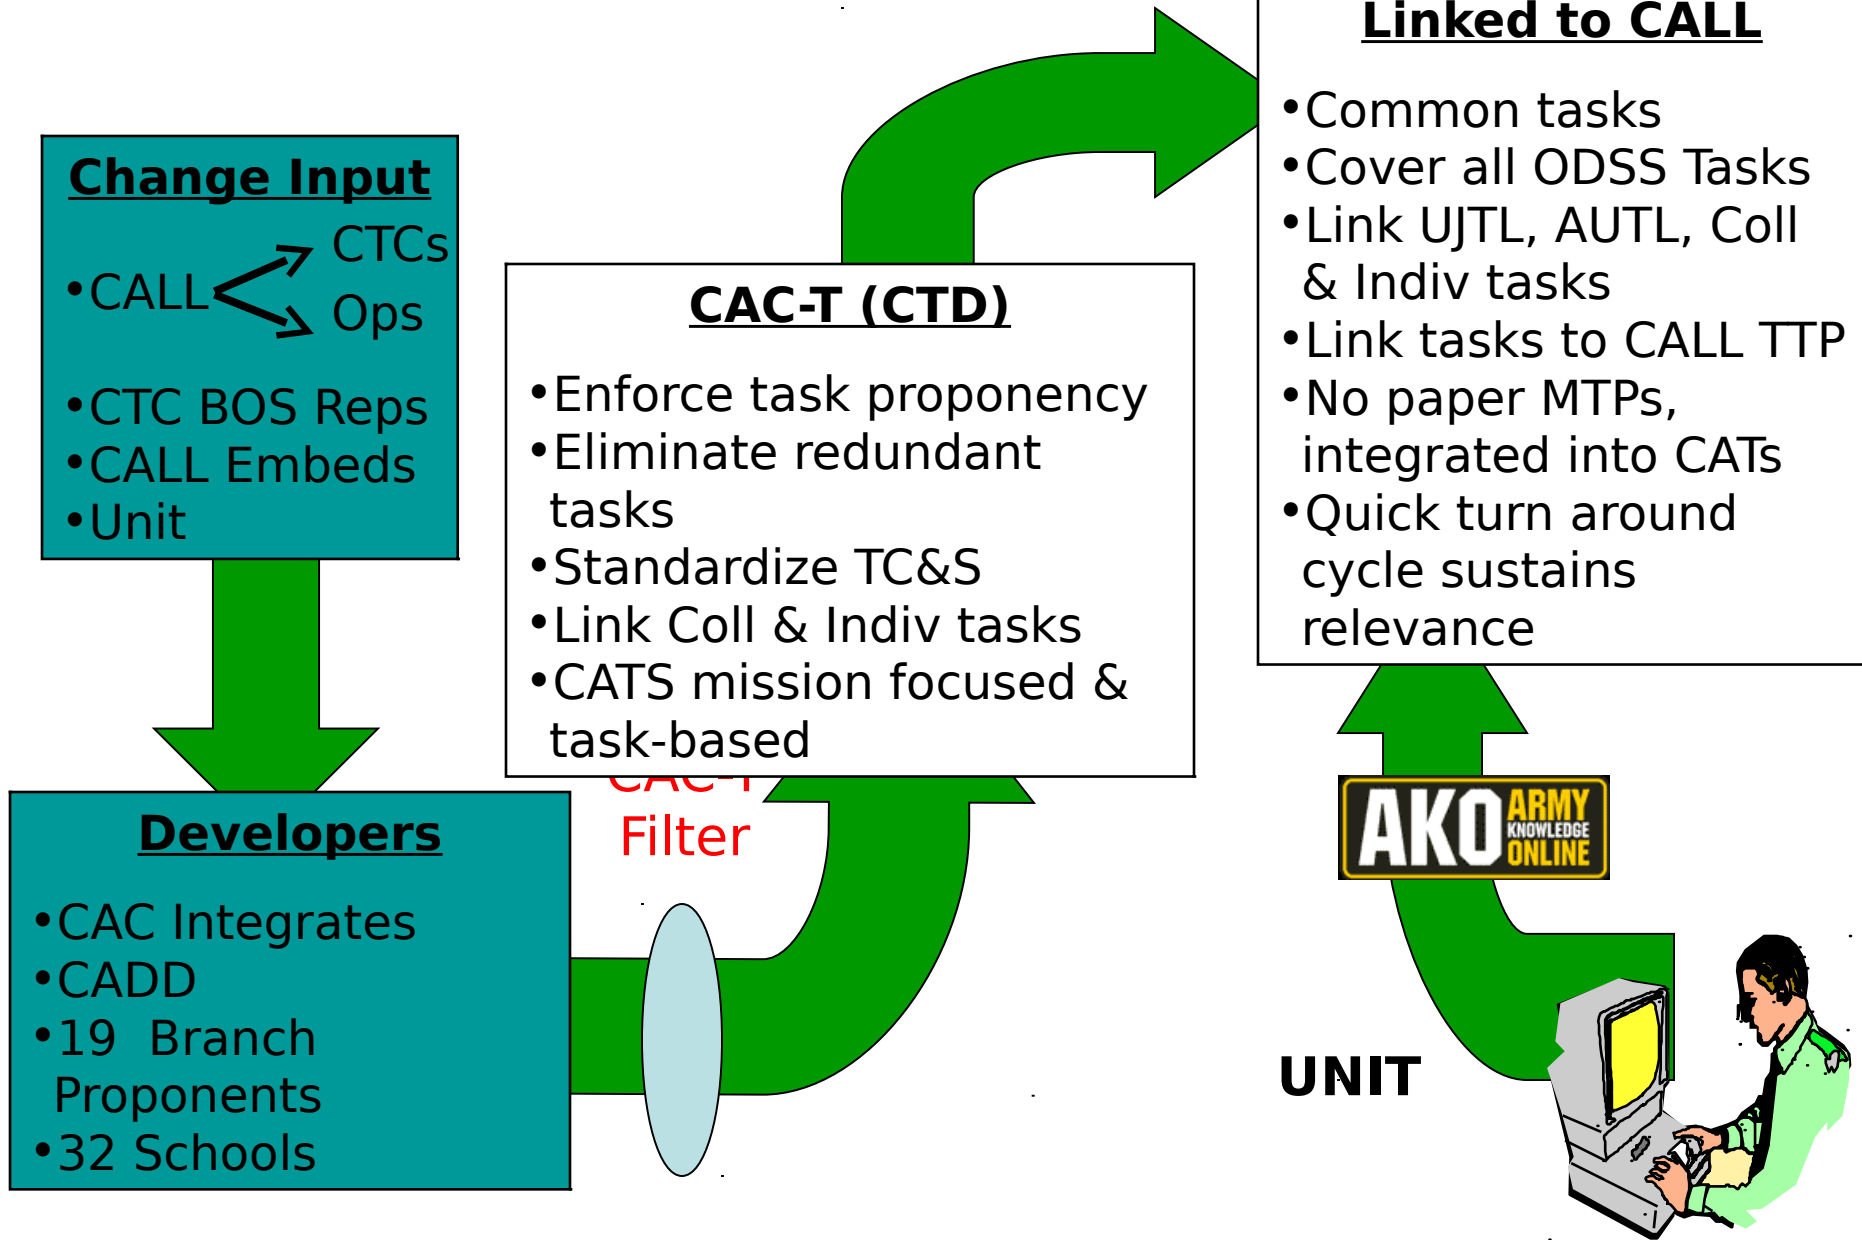 Change Input
•CALL
CTCs
Ops
•CTC BOS Reps
•CALL Embeds
•Unit
Developers
•CAC Integrates
•CADD
•19 Branch
Proponents
•32 Schools
CAC-T
Filter
CAC-T (CTD)
•Enforce task proponency
•Eliminate redundant
tasks
•Standardize TC&S
•Link Coll & Indiv tasks
•CATS mission focused &
task-based
Linked to CALL
•Common tasks
•Cover all ODSS Tasks
•Link UJTL, AUTL, Coll
& Indiv tasks
•Link tasks to CALL TTP
•No paper MTPs,
integrated into CATs
•Quick turn around
cycle sustains
relevance
AKO ARMY
KNOWLEDGE
ONLINE
UNIT